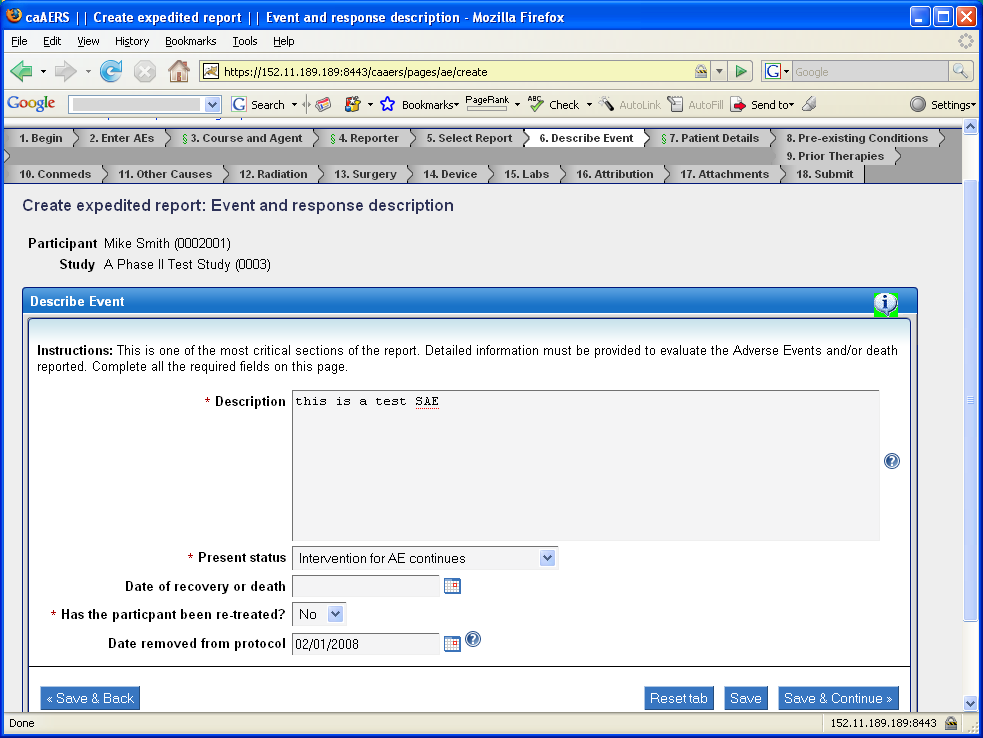 caAERS || Create expedited report || Event and response description - Mozilla Firefox
File Edit View History Bookmarks Tools Help
https://152.11.189.189:8443/caaers/pages/ae/create
G Google
Google G Search Bookmarks PageRank ABC Check AutoLink AutoFill Send to Settings
1. Begin 2. Enter AEs § 3. Course and Agent § 4. Reporter 5. Select Report 6. Describe Event § 7. Patient Details 8. Pre-existing Conditions
9. Prior Therapies
10. Conmeds 11. Other Causes 12. Radiation 13. Surgery 14. Device 15. Labs 16. Attribution 17. Attachments 18. Submit
Create expedited report: Event and response description
Participant Mike Smith (0002001)
Study A Phase II Test Study (0003)
Describe Event
Instructions: This is one of the most critical sections of the report. Detailed information must be provided to evaluate the Adverse Events and/or death
reported. Complete all the required fields on this page.
* Description this is a test SAE
?
* Present status Intervention for AE continues
Date of recovery or death
* Has the particpant been re-treated? No
Date removed from protocol 02/01/2008 ?
« Save & Back Reset tab Save Save & Continue »
Done 152.11.189.189:8443